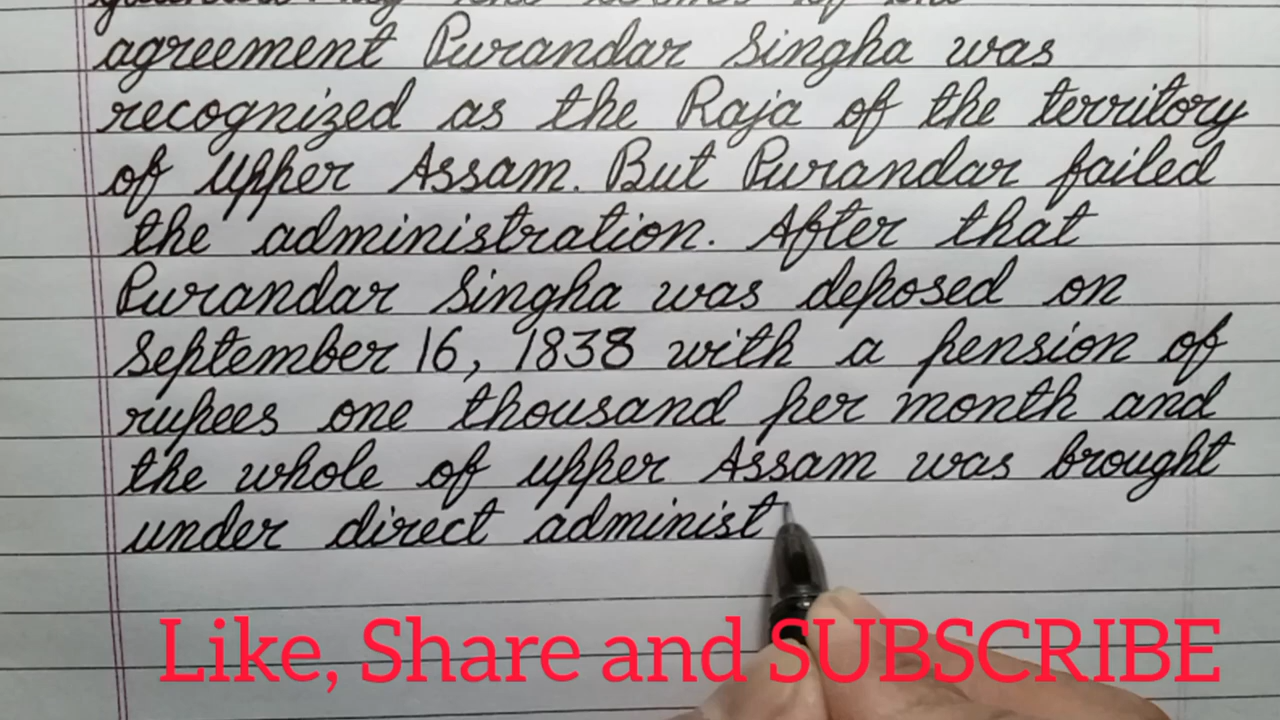 agreement Purandar Singha was
recognized as the Raja of the territory
of Upper Assam. But Purandar failed
the administration. After that
Purandar Singha was deposed on
September 16, 1838 with a pension of
rupees one thousand per month and
the whole of upper Assam was brought
under direct administ
Like, Share and SUBSCRIBE